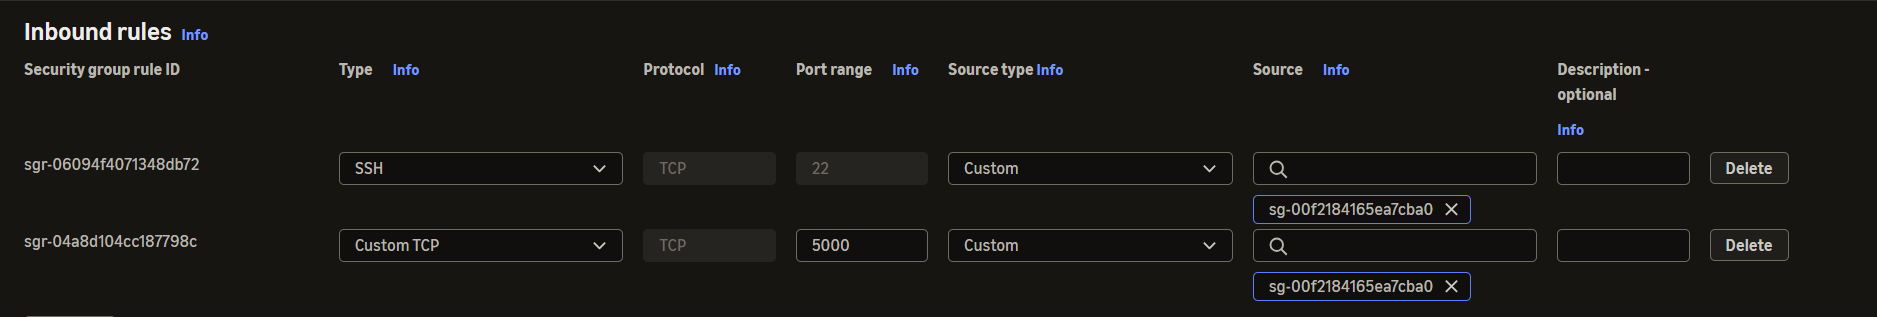 Inbound rules Info
Security group rule ID Type Info Protocol Info Port range Info Source type Info Source Info Description -
optional
Info
sgr-06094f4071348db72 SSH TCP 22 Custom Delete
sg-00f2184165ea7cba0
sgr-04a8d104cc187798c Custom TCP TCP 5000 Custom Delete
sg-00f2184165ea7cba0